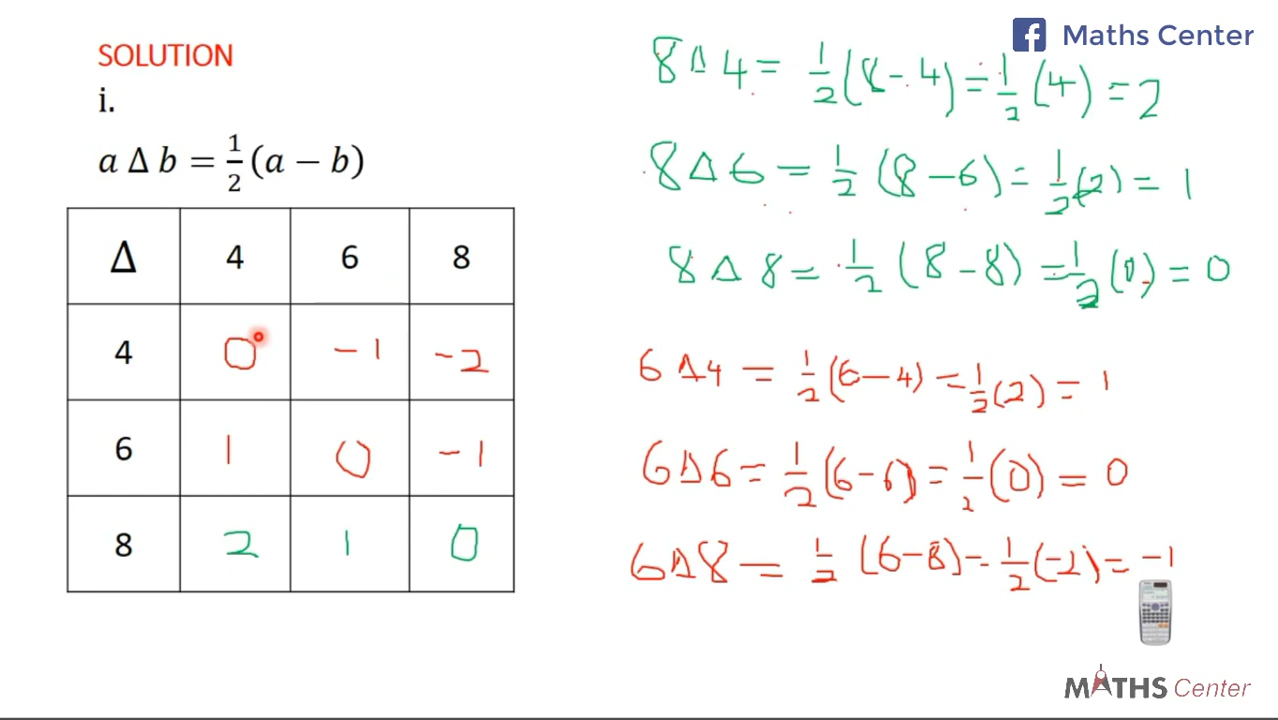 SOLUTION
i.
a Δ b = 1/2 (a − b)
Δ 4 6 8
4 0 -1 -2
6 1 0 -1
8 2 1 0
Maths Center
8 Δ 4 = 1/2 (8 - 4) = 1/2 (4) = 2
8 Δ 6 = 1/2 (8 - 6) = 1/2 (2) = 1
8 Δ 8 = 1/2 (8 - 8) = 1/2 (0) = 0
6 Δ 4 = 1/2 (6 - 4) = 1/2 (2) = 1
6 Δ 6 = 1/2 (6 - 6) = 1/2 (0) = 0
6 Δ 8 = 1/2 (6 - 8) - 1/2 (-2) = -1
MATHS Center